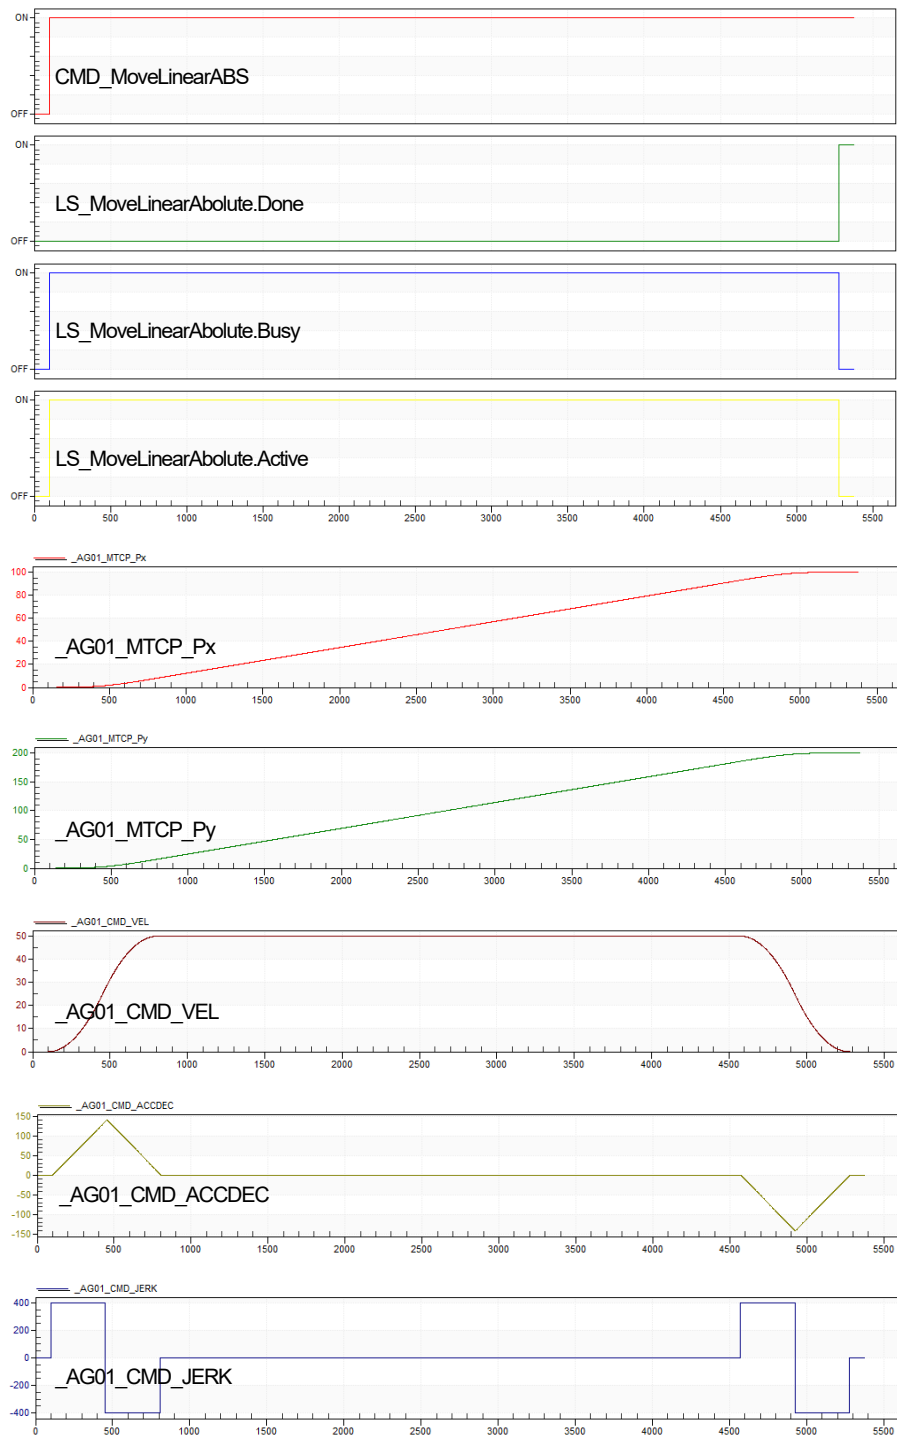 ON
CMD_MoveLinearABS
OFF
ON
LS_MoveLinearAbolute.Done
OFF
ON
LS_MoveLinearAbolute.Busy
OFF
ON
LS_MoveLinearAbolute.Active
OFF
0 500 1000 1500 2000 2500 3000 3500 4000 4500 5000 5500
_AG01_MTCP_Px
100
80
60
40
_AG01_MTCP_Px
20
0
0 500 1000 1500 2000 2500 3000 3500 4000 4500 5000 5500
_AG01_MTCP_Py
200
150
100
_AG01_MTCP_Py
50
0
0 500 1000 1500 2000 2500 3000 3500 4000 4500 5000 5500
_AG01_CMD_VEL
50
40
30
20
_AG01_CMD_VEL
10
0
0 500 1000 1500 2000 2500 3000 3500 4000 4500 5000 5500
_AG01_CMD_ACCDEC
150
100
50
0
_AG01_CMD_ACCDEC
-50
-100
-150
0 500 1000 1500 2000 2500 3000 3500 4000 4500 5000 5500
_AG01_CMD_JERK
400
200
0
_AG01_CMD_JERK
-200
-400
0 500 1000 1500 2000 2500 3000 3500 4000 4500 5000 5500